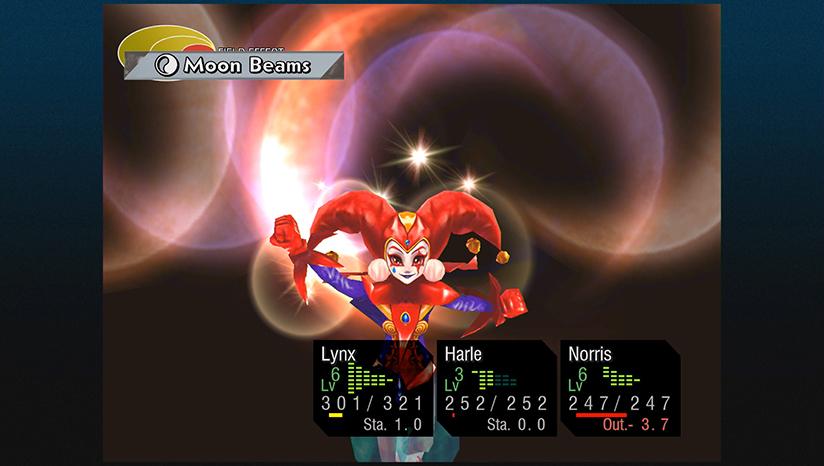 FIELD EFFECT
Moon Beams
Lynx
Lv 6
301/321
Sta. 1.0
Harle
Lv 3
252/252
Sta. 0.0
Norris
Lv 6
247/247
Out.- 3.7